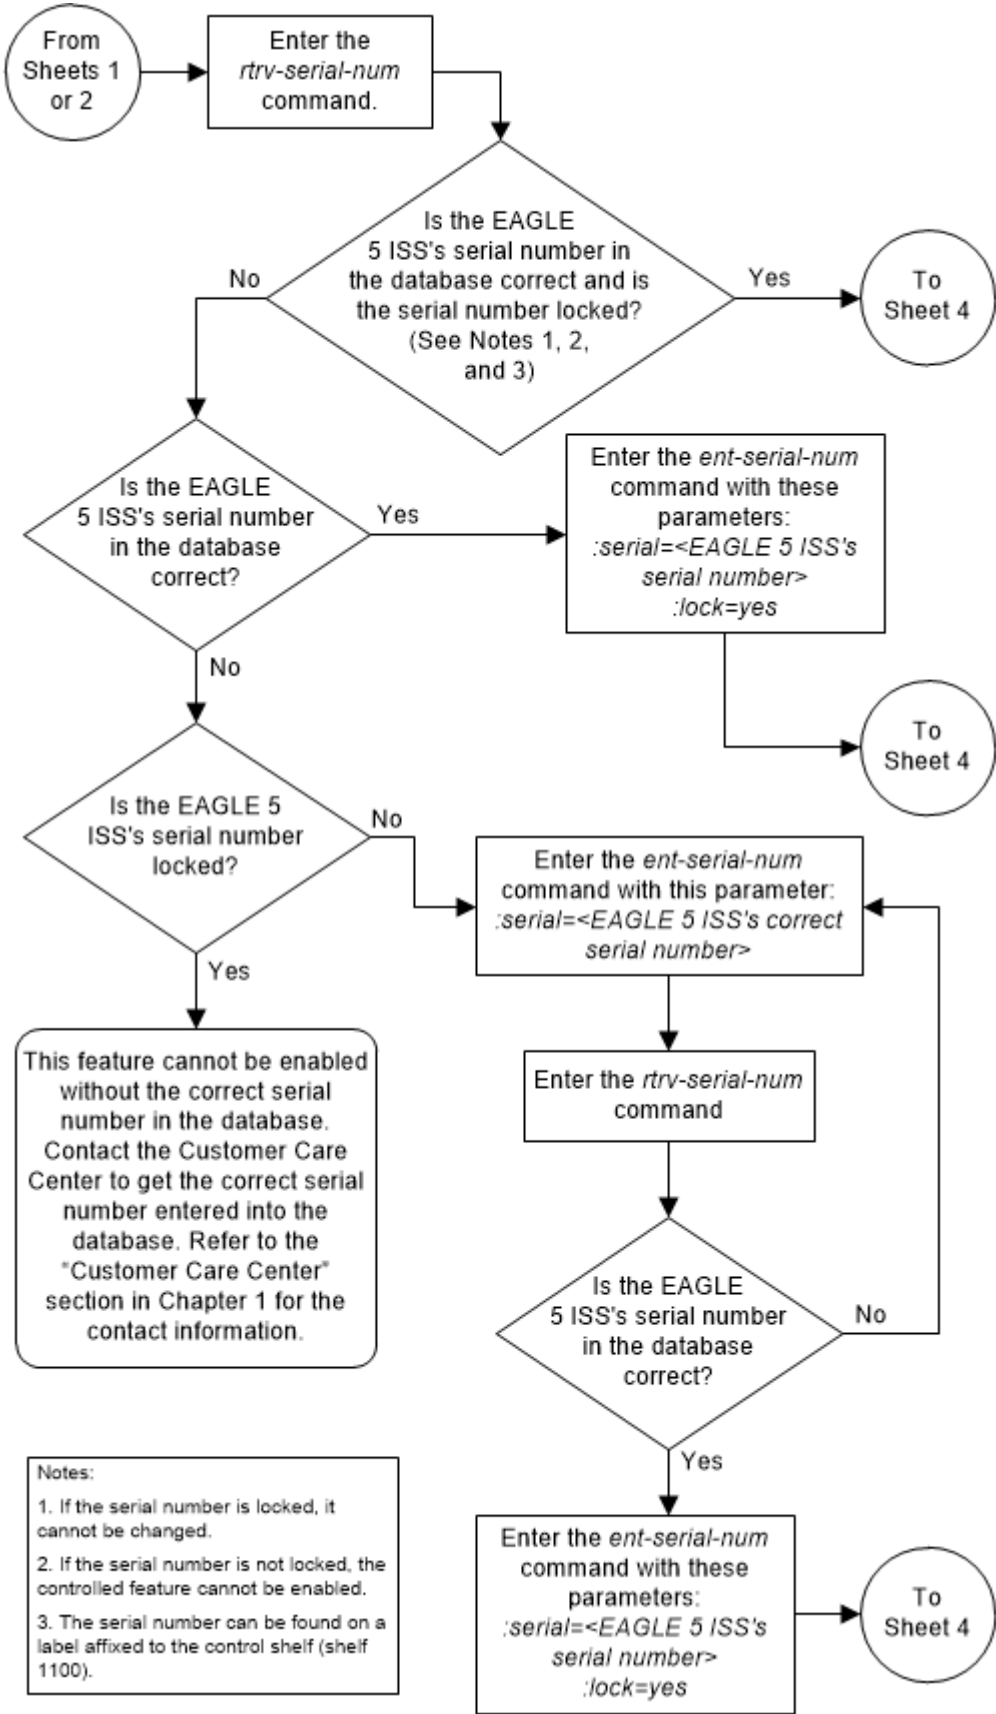 From
Sheets 1
or 2
Enter the
rtrv-serial-num
command.
Is the EAGLE
5 ISS's serial number in
the database correct and is
the serial number locked?
(See Notes 1, 2,
and 3)
No
Yes
To
Sheet 4
Is the EAGLE
5 ISS's serial number
in the database
correct?
Yes
Enter the ent-serial-num
command with these
parameters:
:serial=<EAGLE 5 ISS's
serial number>
:lock=yes
No
To
Sheet 4
Is the EAGLE 5
ISS's serial number
locked?
No
Enter the ent-serial-num
command with this parameter:
:serial=<EAGLE 5 ISS's correct
serial number>
Yes
This feature cannot be enabled
without the correct serial
number in the database.
Contact the Customer Care
Center to get the correct serial
number entered into the
database. Refer to the
"Customer Care Center"
section in Chapter 1 for the
contact information.
Enter the rtrv-serial-num
command
Is the EAGLE
5 ISS's serial number
in the database
correct?
No
Yes
Notes:
1. If the serial number is locked, it
cannot be changed.
2. If the serial number is not locked, the
controlled feature cannot be enabled.
3. The serial number can be found on a
label affixed to the control shelf (shelf
1100).
Enter the ent-serial-num
command with these
parameters:
:serial=<EAGLE 5 ISS's
serial number>
:lock=yes
To
Sheet 4